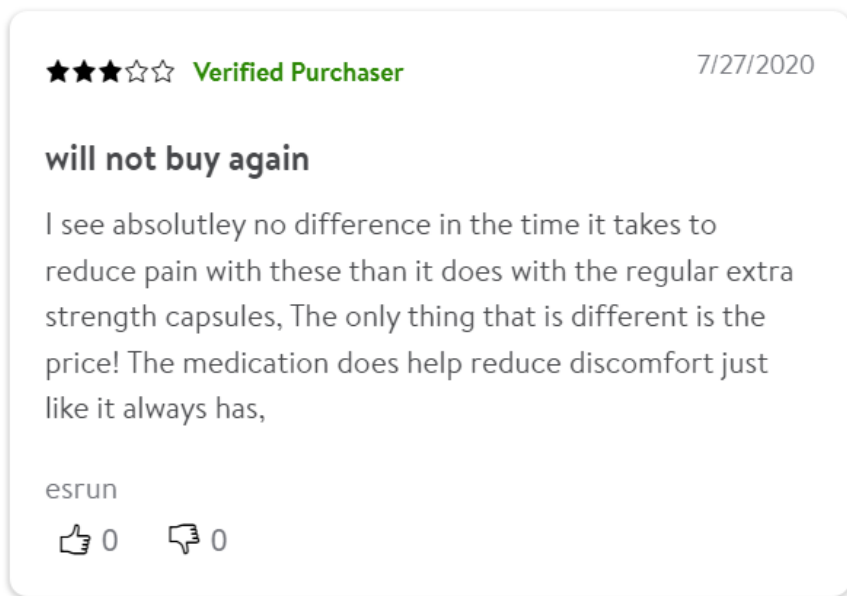 Verified Purchaser 7/27/2020
will not buy again
I see absolutley no difference in the time it takes to
reduce pain with these than it does with the regular extra
strength capsules, The only thing that is different is the
price! The medication does help reduce discomfort just
like it always has,
esrun
0 0